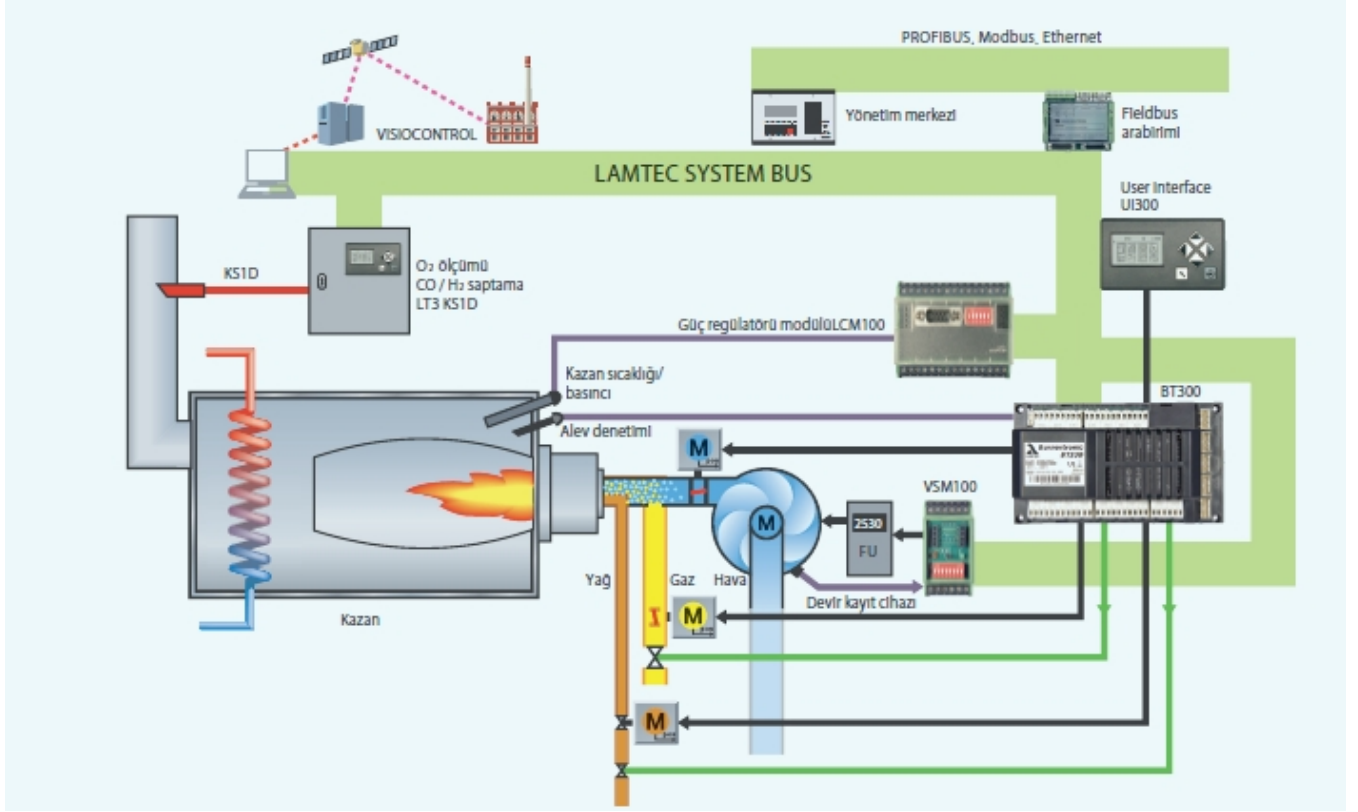 PROFIBUS, Modbus, Ethernet
Yönetim merkezi
Fieldbus
arabirimi
VISIOCONTROL
LAMTEC SYSTEM BUS
User Interface
UI300
KS1D
O₂ ölçümü
CO / H₂ saptama
LT3 KS1D
Güç regülatörü modülüLCM100
Kazan sıcaklığı/
basıncı
BT300
Alev denetimi
M
VSM100
M
2530
FU
Yağ
Gaz
Hava
Devir kayıt cihazı
M
Kazan
M